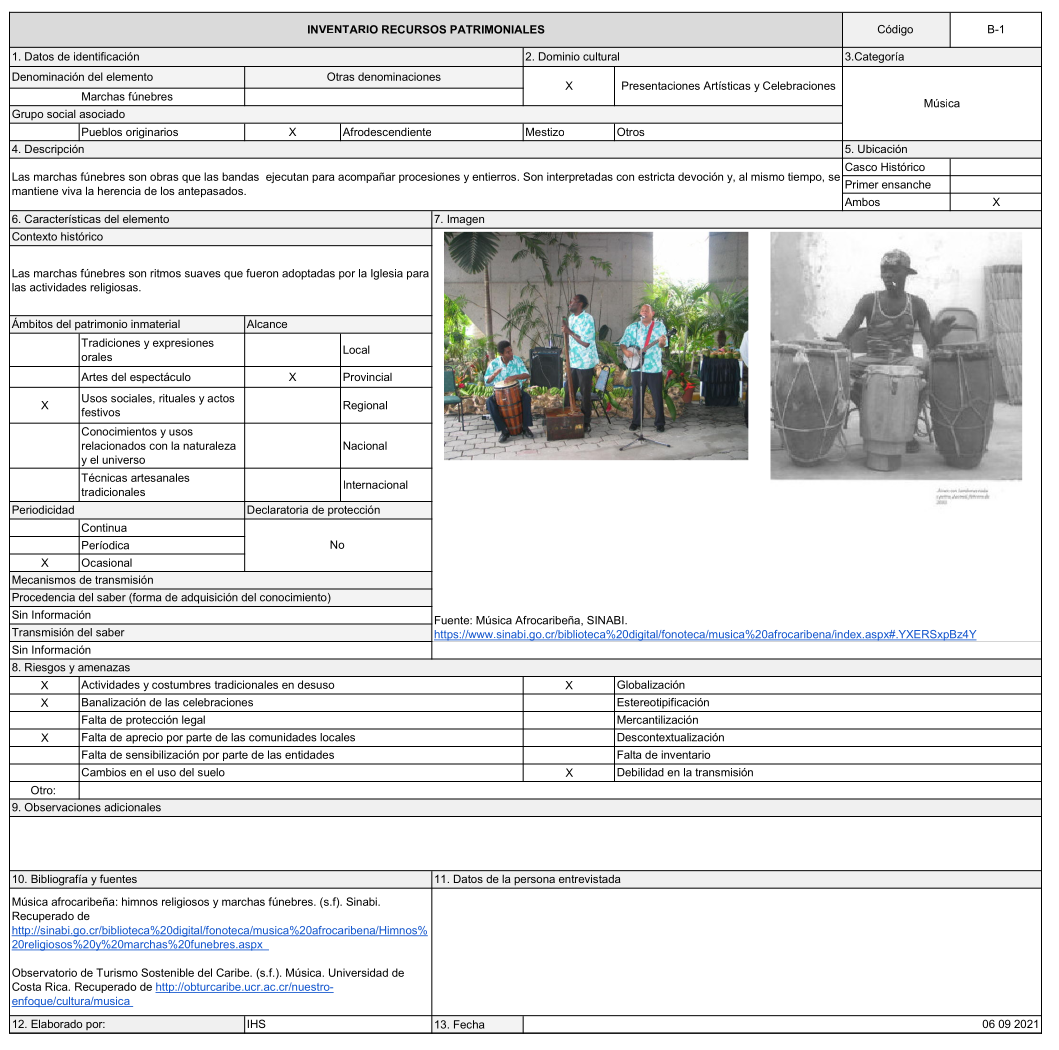 INVENTARIO RECURSOS PATRIMONIALES
Código
B-1
1. Datos de identificación
2. Dominio cultural
3.Categoría
Denominación del elemento
Otras denominaciones
X
Presentaciones Artísticas y Celebraciones
Música
Marchas fúnebres
Grupo social asociado
Pueblos originarios
X
Afrodescendiente
Mestizo
Otros
4. Descripción
5. Ubicación
Las marchas fúnebres son obras que las bandas ejecutan para acompañar procesiones y entierros. Son interpretadas con estricta devoción y, al mismo tiempo, se
mantiene viva la herencia de los antepasados.
Casco Histórico
Primer ensanche
Ambos
X
6. Características del elemento
7. Imagen
Contexto histórico
Las marchas fúnebres son ritmos suaves que fueron adoptadas por la Iglesia para
las actividades religiosas.
Ámbitos del patrimonio inmaterial
Alcance
Tradiciones y expresiones
orales
Local
Artes del espectáculo
X
Provincial
X
Usos sociales, rituales y actos
festivos
Regional
Conocimientos y usos
relacionados con la naturaleza
y el universo
Nacional
Técnicas artesanales
tradicionales
Internacional
Periodicidad
Declaratoria de protección
Continua
Períodica
X
Ocasional
No
Mecanismos de transmisión
Procedencia del saber (forma de adquisición del conocimiento)
Sin Información
Transmisión del saber
Sin Información
Fuente: Música Afrocaribeña, SINABI.
https://www.sinabi.go.cr/biblioteca%20digital/fonoteca/musica%20afrocaribena/index.aspx#.YXERSxpBz4Y
8. Riesgos y amenazas
X
Actividades y costumbres tradicionales en desuso
X
Globalización
X
Banalización de las celebraciones
Estereotipificación
Falta de protección legal
Mercantilización
X
Falta de aprecio por parte de las comunidades locales
Descontextualización
Falta de sensibilización por parte de las entidades
Falta de inventario
Cambios en el uso del suelo
X
Debilidad en la transmisión
Otro:
9. Observaciones adicionales
10. Bibliografía y fuentes
11. Datos de la persona entrevistada
Música afrocaribeña: himnos religiosos y marchas fúnebres. (s.f). Sinabi.
Recuperado de
http://sinabi.go.cr/biblioteca%20digital/fonoteca/musica%20afrocaribena/Himnos%
20religiosos%20y%20marchas%20funebres.aspx
Observatorio de Turismo Sostenible del Caribe. (s.f.). Música. Universidad de
Costa Rica. Recuperado de http://obturcaribe.ucr.ac.cr/nuestro-
enfoque/cultura/musica
12. Elaborado por:
IHS
13. Fecha
06 09 2021